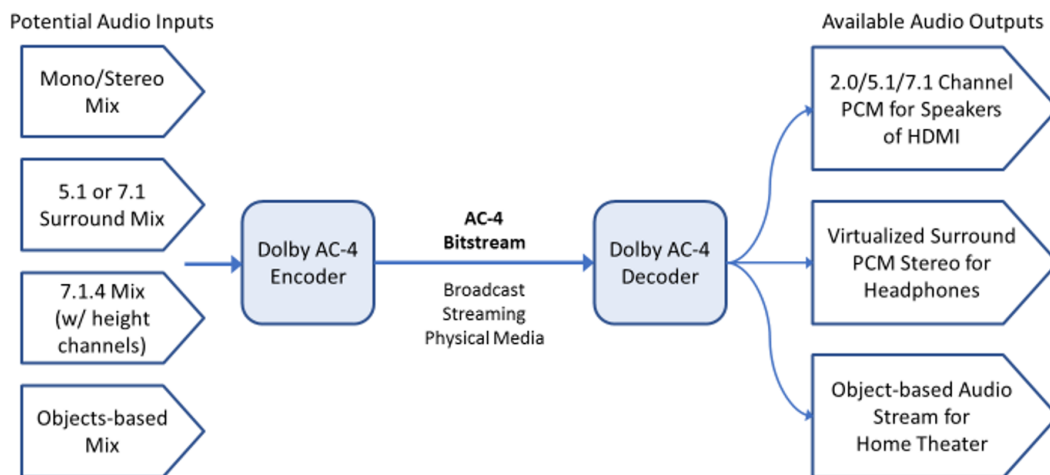 Potential Audio Inputs
Available Audio Outputs
Mono/Stereo
Mix
5.1 or 7.1
Surround Mix
7.1.4 Mix
(w/ height
channels)
Objects-based
Mix
Dolby AC-4
Encoder
AC-4
Bitstream
Broadcast
Streaming
Physical Media
Dolby AC-4
Decoder
2.0/5.1/7.1 Channel
PCM for Speakers
of HDMI
Virtualized Surround
PCM Stereo for
Headphones
Object-based Audio
Stream for
Home Theater